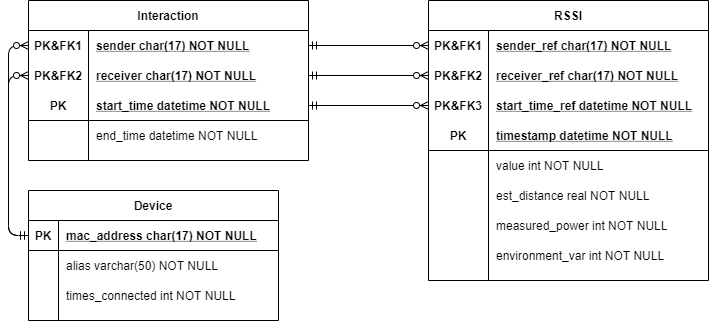 Interaction
PK&FK1 sender char(17) NOT NULL
PK&FK2 receiver char(17) NOT NULL
PK start_time datetime NOT NULL
end_time datetime NOT NULL
Device
PK mac_address char(17) NOT NULL
alias varchar(50) NOT NULL
times_connected int NOT NULL
RSSI
PK&FK1 sender_ref char(17) NOT NULL
PK&FK2 receiver_ref char(17) NOT NULL
PK&FK3 start_time_ref datetime NOT NULL
PK timestamp datetime NOT NULL
value int NOT NULL
est_distance real NOT NULL
measured_power int NOT NULL
environment_var int NOT NULL